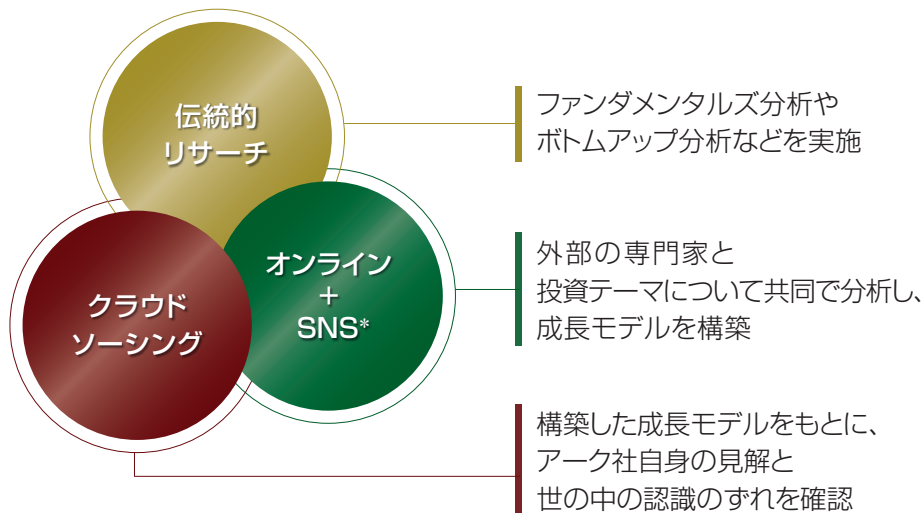 伝統的
リサーチ
ファンダメンタルズ分析や
ボトムアップ分析などを実施
オンライン
+
SNS*
外部の専門家と
投資テーマについて共同で分析し、
成長モデルを構築
クラウド
ソーシング
構築した成長モデルをもとに、
アーク社自身の見解と
世の中の認識のずれを確認